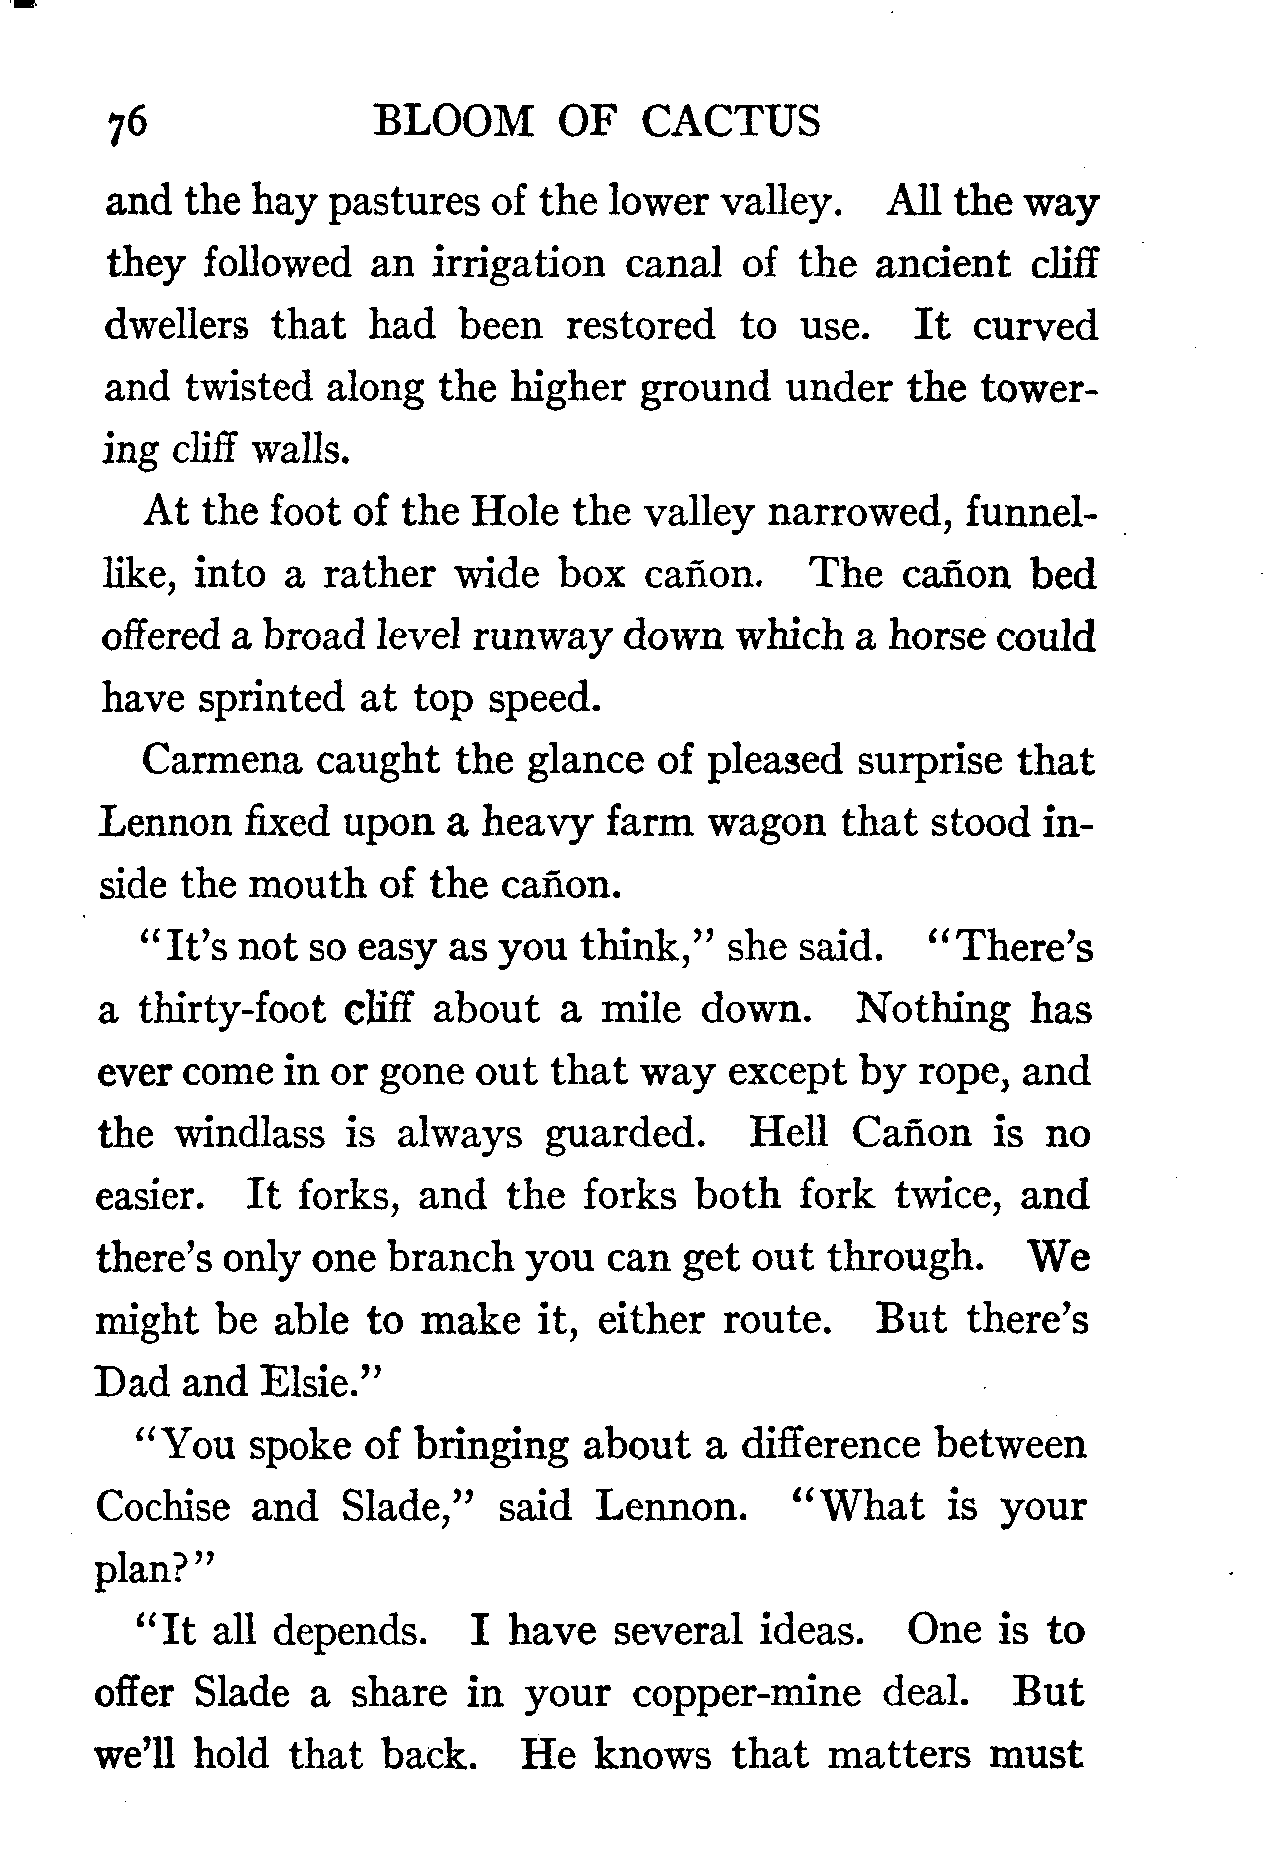 76 BLOOM OF CACTUS
and the hay pastures of the lower valley. All the way
they followed an irrigation canal of the ancient cliff
dwellers that had been restored to use. It curved
and twisted along the higher ground under the tower-
ing cliff walls.
At the foot of the Hole the valley narrowed, funnel-
like, into a rather wide box cañon. The cañon bed
offered a broad level runway down which a horse could
have sprinted at top speed.
Carmena caught the glance of pleased surprise that
Lennon fixed upon a heavy farm wagon that stood in-
side the mouth of the cañon.
“It’s not so easy as you think,” she said. “There’s
a thirty-foot cliff about a mile down. Nothing has
ever come in or gone out that way except by rope, and
the windlass is always guarded. Hell Cañon is no
easier. It forks, and the forks both fork twice, and
there’s only one branch you can get out through. We
might be able to make it, either route. But there’s
Dad and Elsie.”
“You spoke of bringing about a difference between
Cochise and Slade,” said Lennon. “What is your
plan?”
“It all depends. I have several ideas. One is to
offer Slade a share in your copper-mine deal. But
we’ll hold that back. He knows that matters must